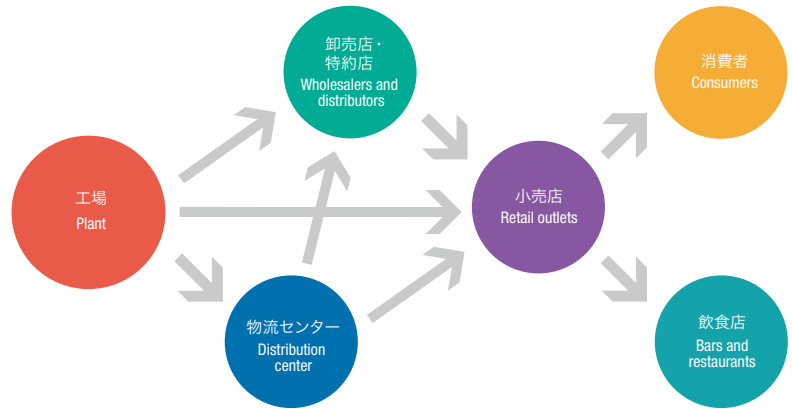 工場
Plant
卸売店・
特約店
Wholesalers and
distributors
物流センター
Distribution
center
小売店
Retail outlets
消費者
Consumers
飲食店
Bars and
restaurants